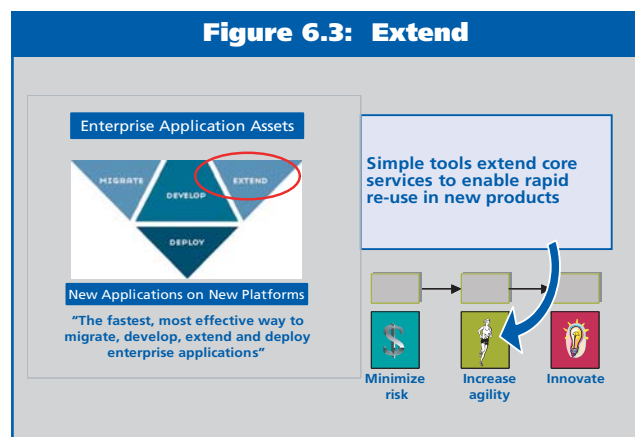 Figure 6.3: Extend
Enterprise Application Assets
MIGRATE
DEVELOP
EXTEND
DEPLOY
New Applications on New Platforms
“The fastest, most effective way to
migrate, develop, extend and deploy
enterprise applications”
Simple tools extend core
services to enable rapid
re-use in new products
$
Minimize
risk
Increase
agility
Innovate